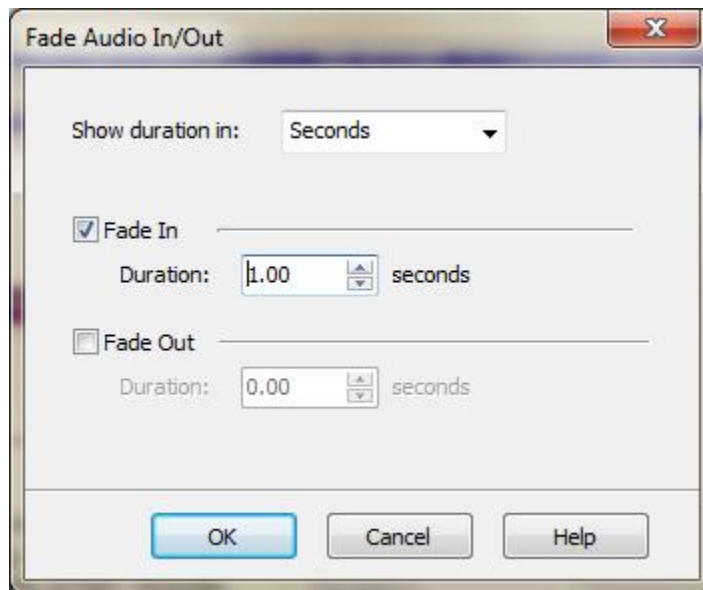 Fade Audio In/Out
Show duration in: Seconds
Fade In
Duration: 1.00 seconds
Fade Out
Duration: 0.00 seconds
OK Cancel Help